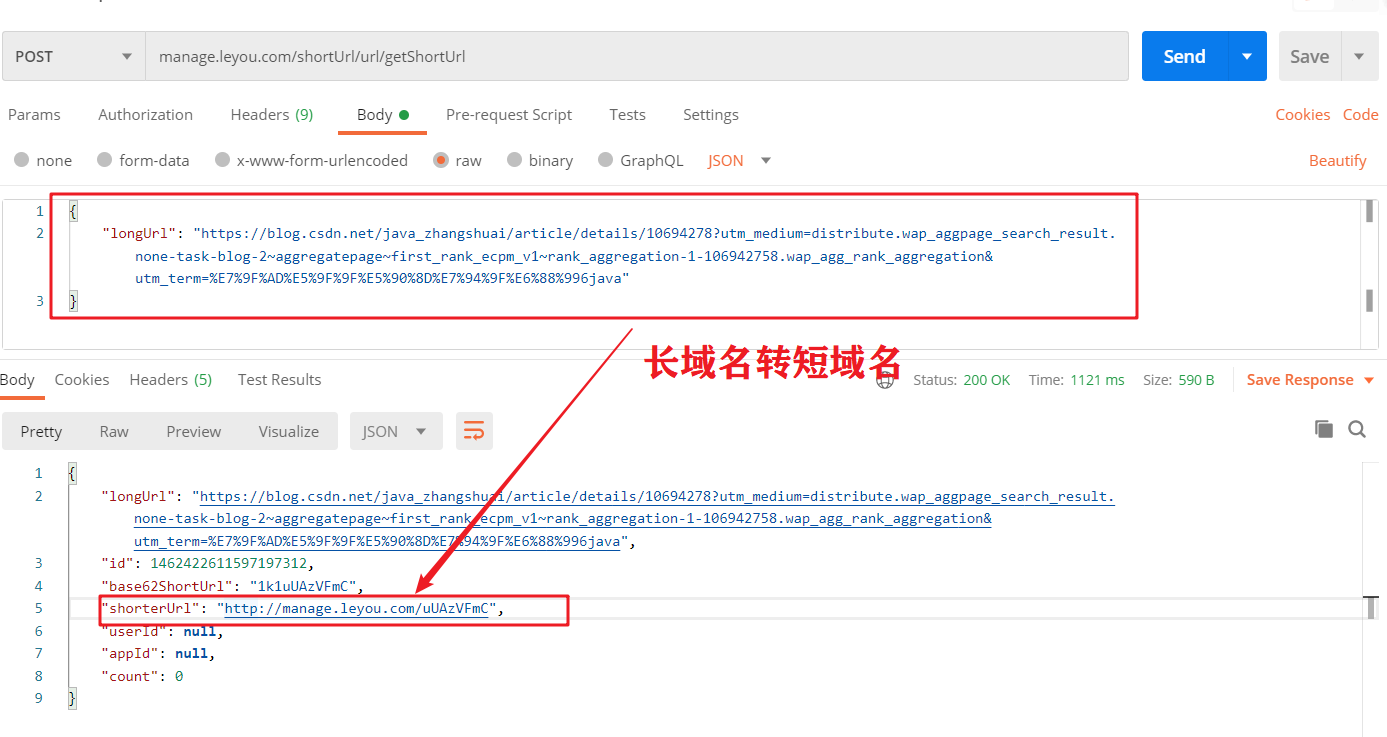 POST manage.leyou.com/shortUrl/url/getShortUrl Send Save
Params Authorization Headers (9) Body Pre-request Script Tests Settings Cookies Code
none form-data x-www-form-urlencoded raw binary GraphQL JSON Beautify
1 {
2 "longUrl": "https://blog.csdn.net/java_zhangshuai/article/details/10694278?utm_medium=distribute.wap_aggpage_search_result.
none-task-blog-2~aggregatepage~first_rank_ecpm_v1~rank_aggregation-1-106942758.wap_agg_rank_aggregation&
utm_term=%E7%9F%AD%E5%9F%9F%E5%90%8D%E7%94%9F%E6%88%996java"
3 }
长域名转短域名
Body Cookies Headers (5) Test Results Status: 200 OK Time: 1121 ms Size: 590 B Save Response
Pretty Raw Preview Visualize JSON
1 {
2 "longUrl": "https://blog.csdn.net/java_zhangshuai/article/details/10694278?utm_medium=distribute.wap_aggpage_search_result.
none-task-blog-2~aggregatepage~first_rank_ecpm_v1~rank_aggregation-1-106942758.wap_agg_rank_aggregation&
utm_term=%E7%9F%AD%E5%9F%9F%E5%90%8D%E7%94%9F%E6%88%996java",
3 "id": 1462422611597197312,
4 "base62ShortUrl": "1k1uUAzVFmC",
5 "shorterUrl": "http://manage.leyou.com/uUAzVFmC",
6 "userId": null,
7 "appId": null,
8 "count": 0
9 }